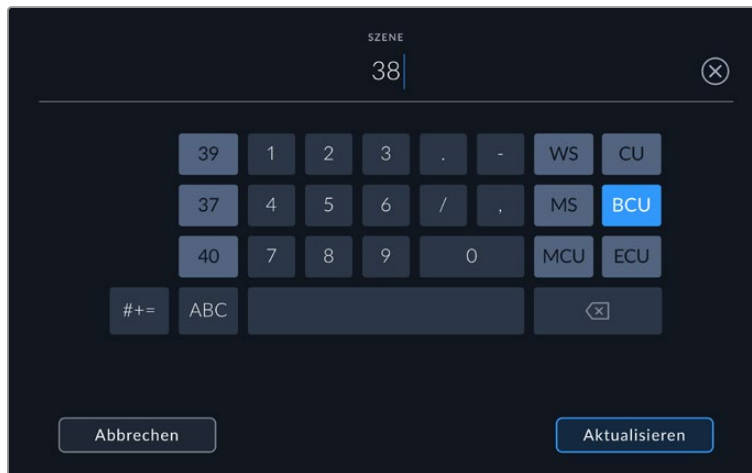 SZENE
38
39 1 2 3 . - WS CU
37 4 5 6 / , MS BCU
40 7 8 9 0 MCU ECU
#+= ABC
Abbrechen Aktualisieren